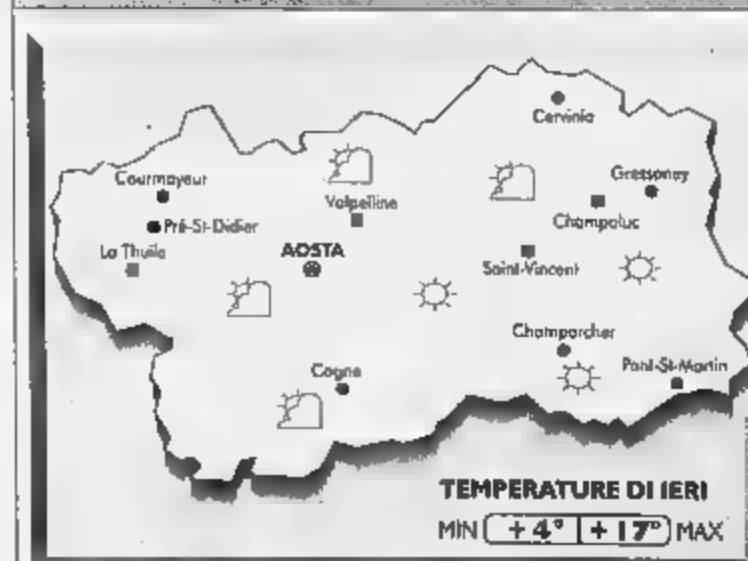 Cervinia
Courmayeur
Gressoney
Valpelline
Champoluc
Pré-St-Didier
La Thuile
AOSTA
Saint-Vincent
Champorcher
Cogne
Pont-St-Martin
TEMPERATURE DI IERI
MIN +4° +17° MAX